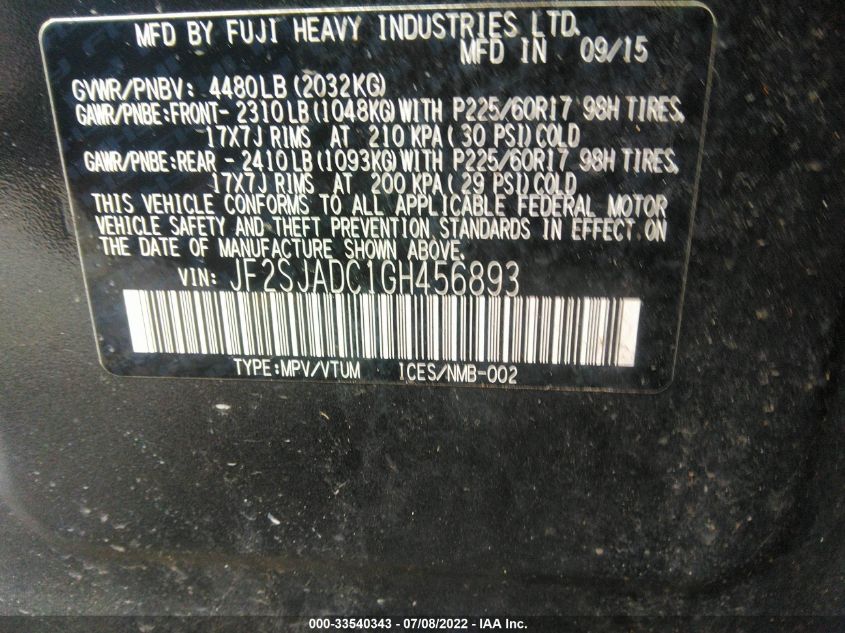 MFD BY FUJI HEAVY INDUSTRIES LTD.
MFD IN 09/15
GVWR/PNBV: 4480LB(2032KG)
GAWR/PNBE:FRONT- 2310LB(1048KG)WITH P225/60R17 98H TIRES,
17X7J RIMS AT 210 KPA(30 PSI)COLD
GAWR/PNBE:REAR - 2410LB(1093KG)WITH P225/60R17 98H TIRES,
17X7J RIMS AT 200 KPA(29 PSI)COLD
THIS VEHICLE CONFORMS TO ALL APPLICABLE FEDERAL MOTOR
VEHICLE SAFETY AND THEFT PREVENTION STANDARDS IN EFFECT ON
THE DATE OF MANUFACTURE SHOWN ABOVE.
VIN: JF2SJADC1GH456893
TYPE:MPV/VTUM ICES/NMB-002
000-33540343 - 07/08/2022 - IAA Inc.